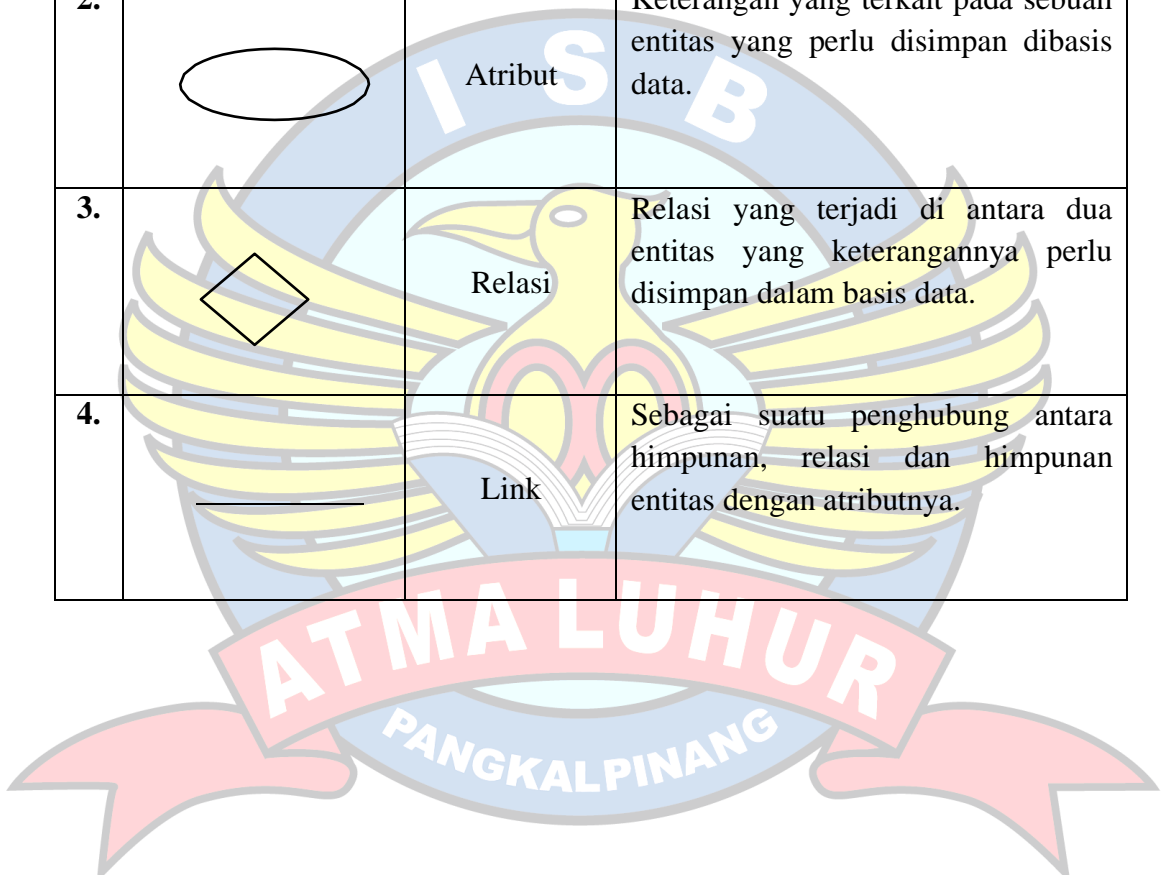 2.
Keterangan yang terkait pada sebuah
entitas yang perlu disimpan dibasis
data.
Atribut
3.
Relasi yang terjadi di antara dua
entitas yang keterangannya perlu
disimpan dalam basis data.
Relasi
4.
Sebagai suatu penghubung antara
himpunan, relasi dan himpunan
entitas dengan atributnya.
Link
I S B
ATMA LUHUR
PANGKALPINANG